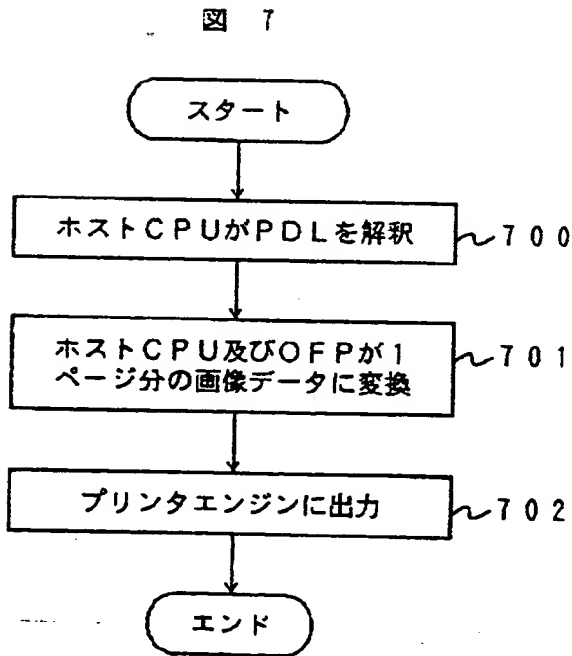 図 7
スタート
ホストCPUがPDLを解釈
700
ホストCPU及びOFPが1
ページ分の画像データに変換
701
プリンタエンジンに出力
702
エンド